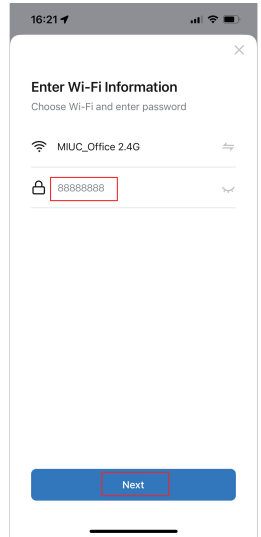 16:21
Enter Wi-Fi Information
Choose Wi-Fi and enter password
MIUC_Office 2.4G
88888888
Next